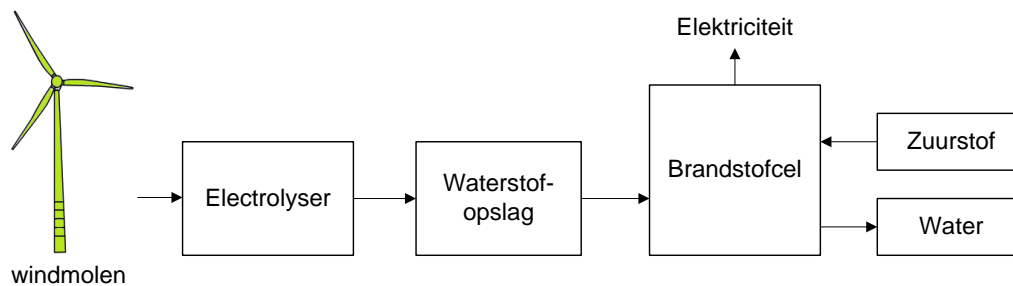 Elektriciteit
Zuurstof
Brandstofcel
Electrolyser
Waterstof-
opslag
Water
windmolen